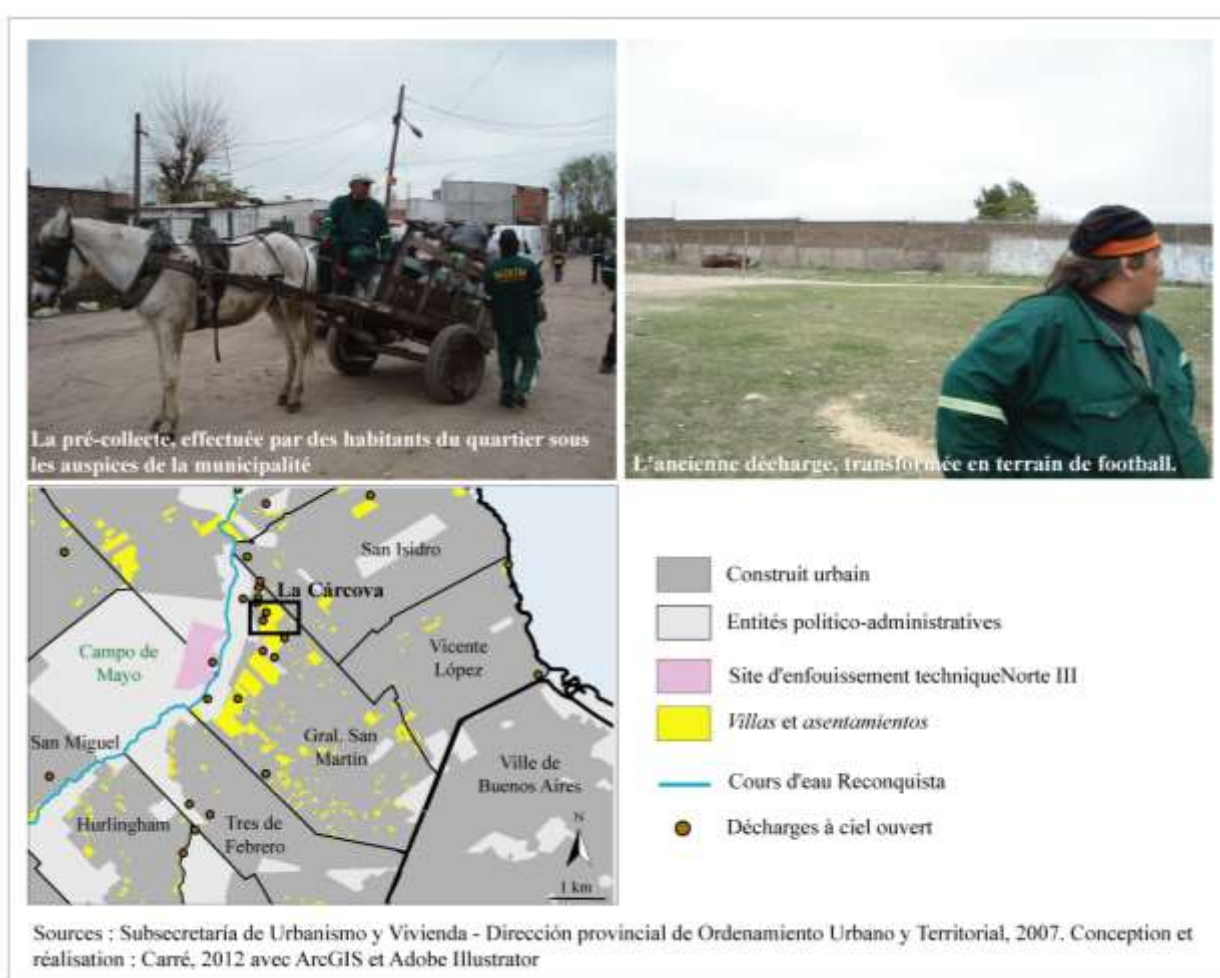 La pré-collecte, effectuée par des habitants du quartier sous
les auspices de la municipalité
L'ancienne décharge, transformée en terrain de football.
San Isidro
La Cárcova
Campo de
Mayo
Vicente
López
San Miguel
Gral. San
Martín
Ville de
Buenos Aires
Hurlingham
Tres de
Febrero
N
1 km
Construit urbain
Entités politico-administratives
Site d'enfouissement techniqueNorte III
Villas et asentamientos
Cours d'eau Reconquista
Décharges à ciel ouvert
Sources : Subsecretaría de Urbanismo y Vivienda - Dirección provincial de Ordenamiento Urbano y Territorial, 2007. Conception et
réalisation : Carré, 2012 avec ArcGIS et Adobe Illustrator